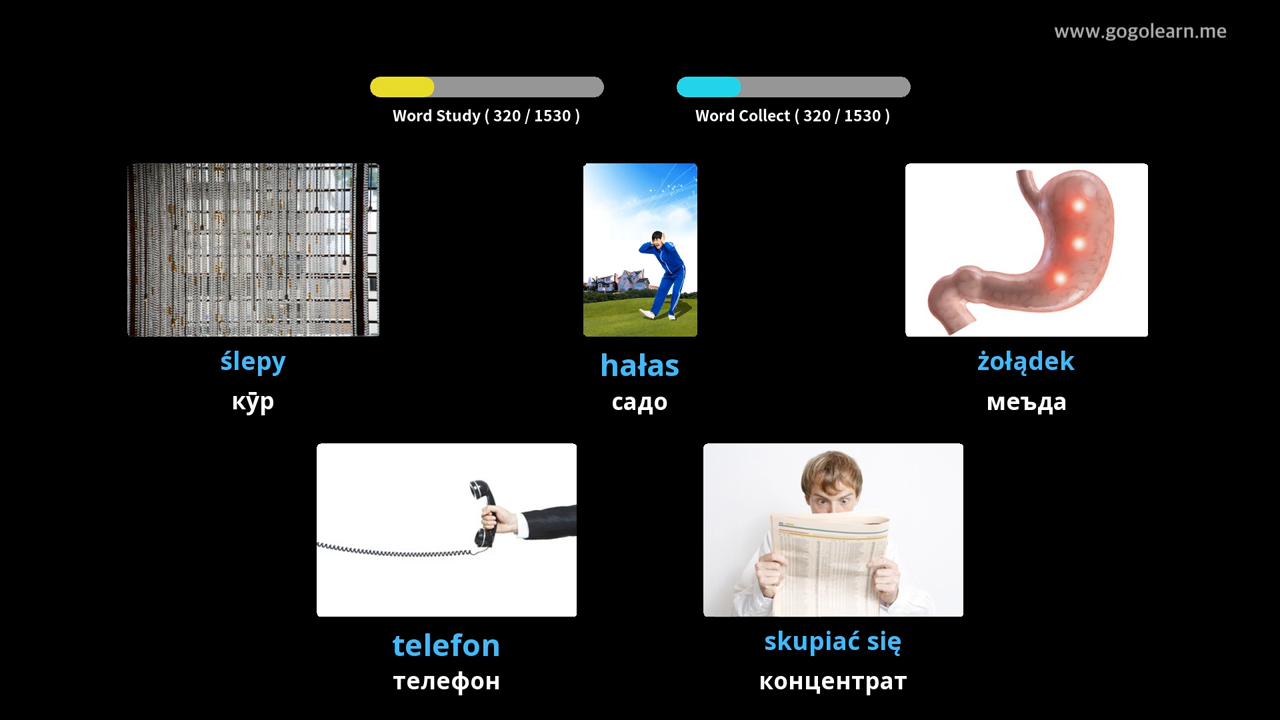 www.gogolearn.me
Word Study ( 320 / 1530 )
Word Collect ( 320 / 1530 )
ślepy
hałas
żołądek
кӯр
садо
меъда
telefon
skupiać się
телефон
концентрат